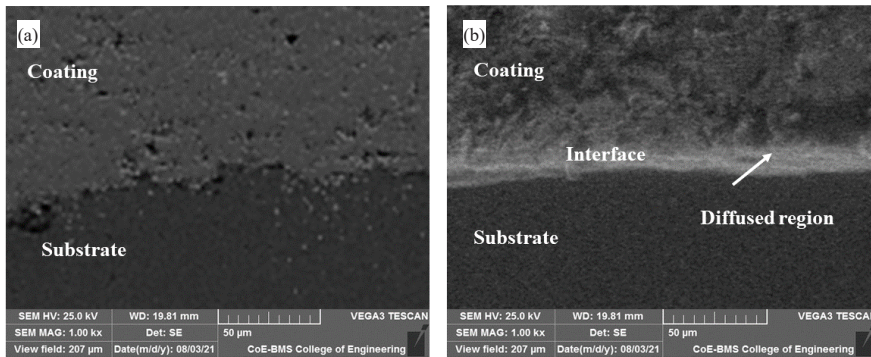 (a)
Coating
Substrate
SEM HV: 25.0 kV WD: 19.81 mm VEGA3 TESCAN
SEM MAG: 1.00 kx Det: SE 50 µm
View field: 207 µm Date(m/d/y): 08/03/21 CoE-BMS College of Engineering
(b)
Coating
Interface
Diffused region
Substrate
SEM HV: 25.0 kV WD: 19.81 mm VEGA3 TESCAN
SEM MAG: 1.00 kx Det: SE 50 µm
View field: 207 µm Date(m/d/y): 08/03/21 CoE-BMS College of Engineering